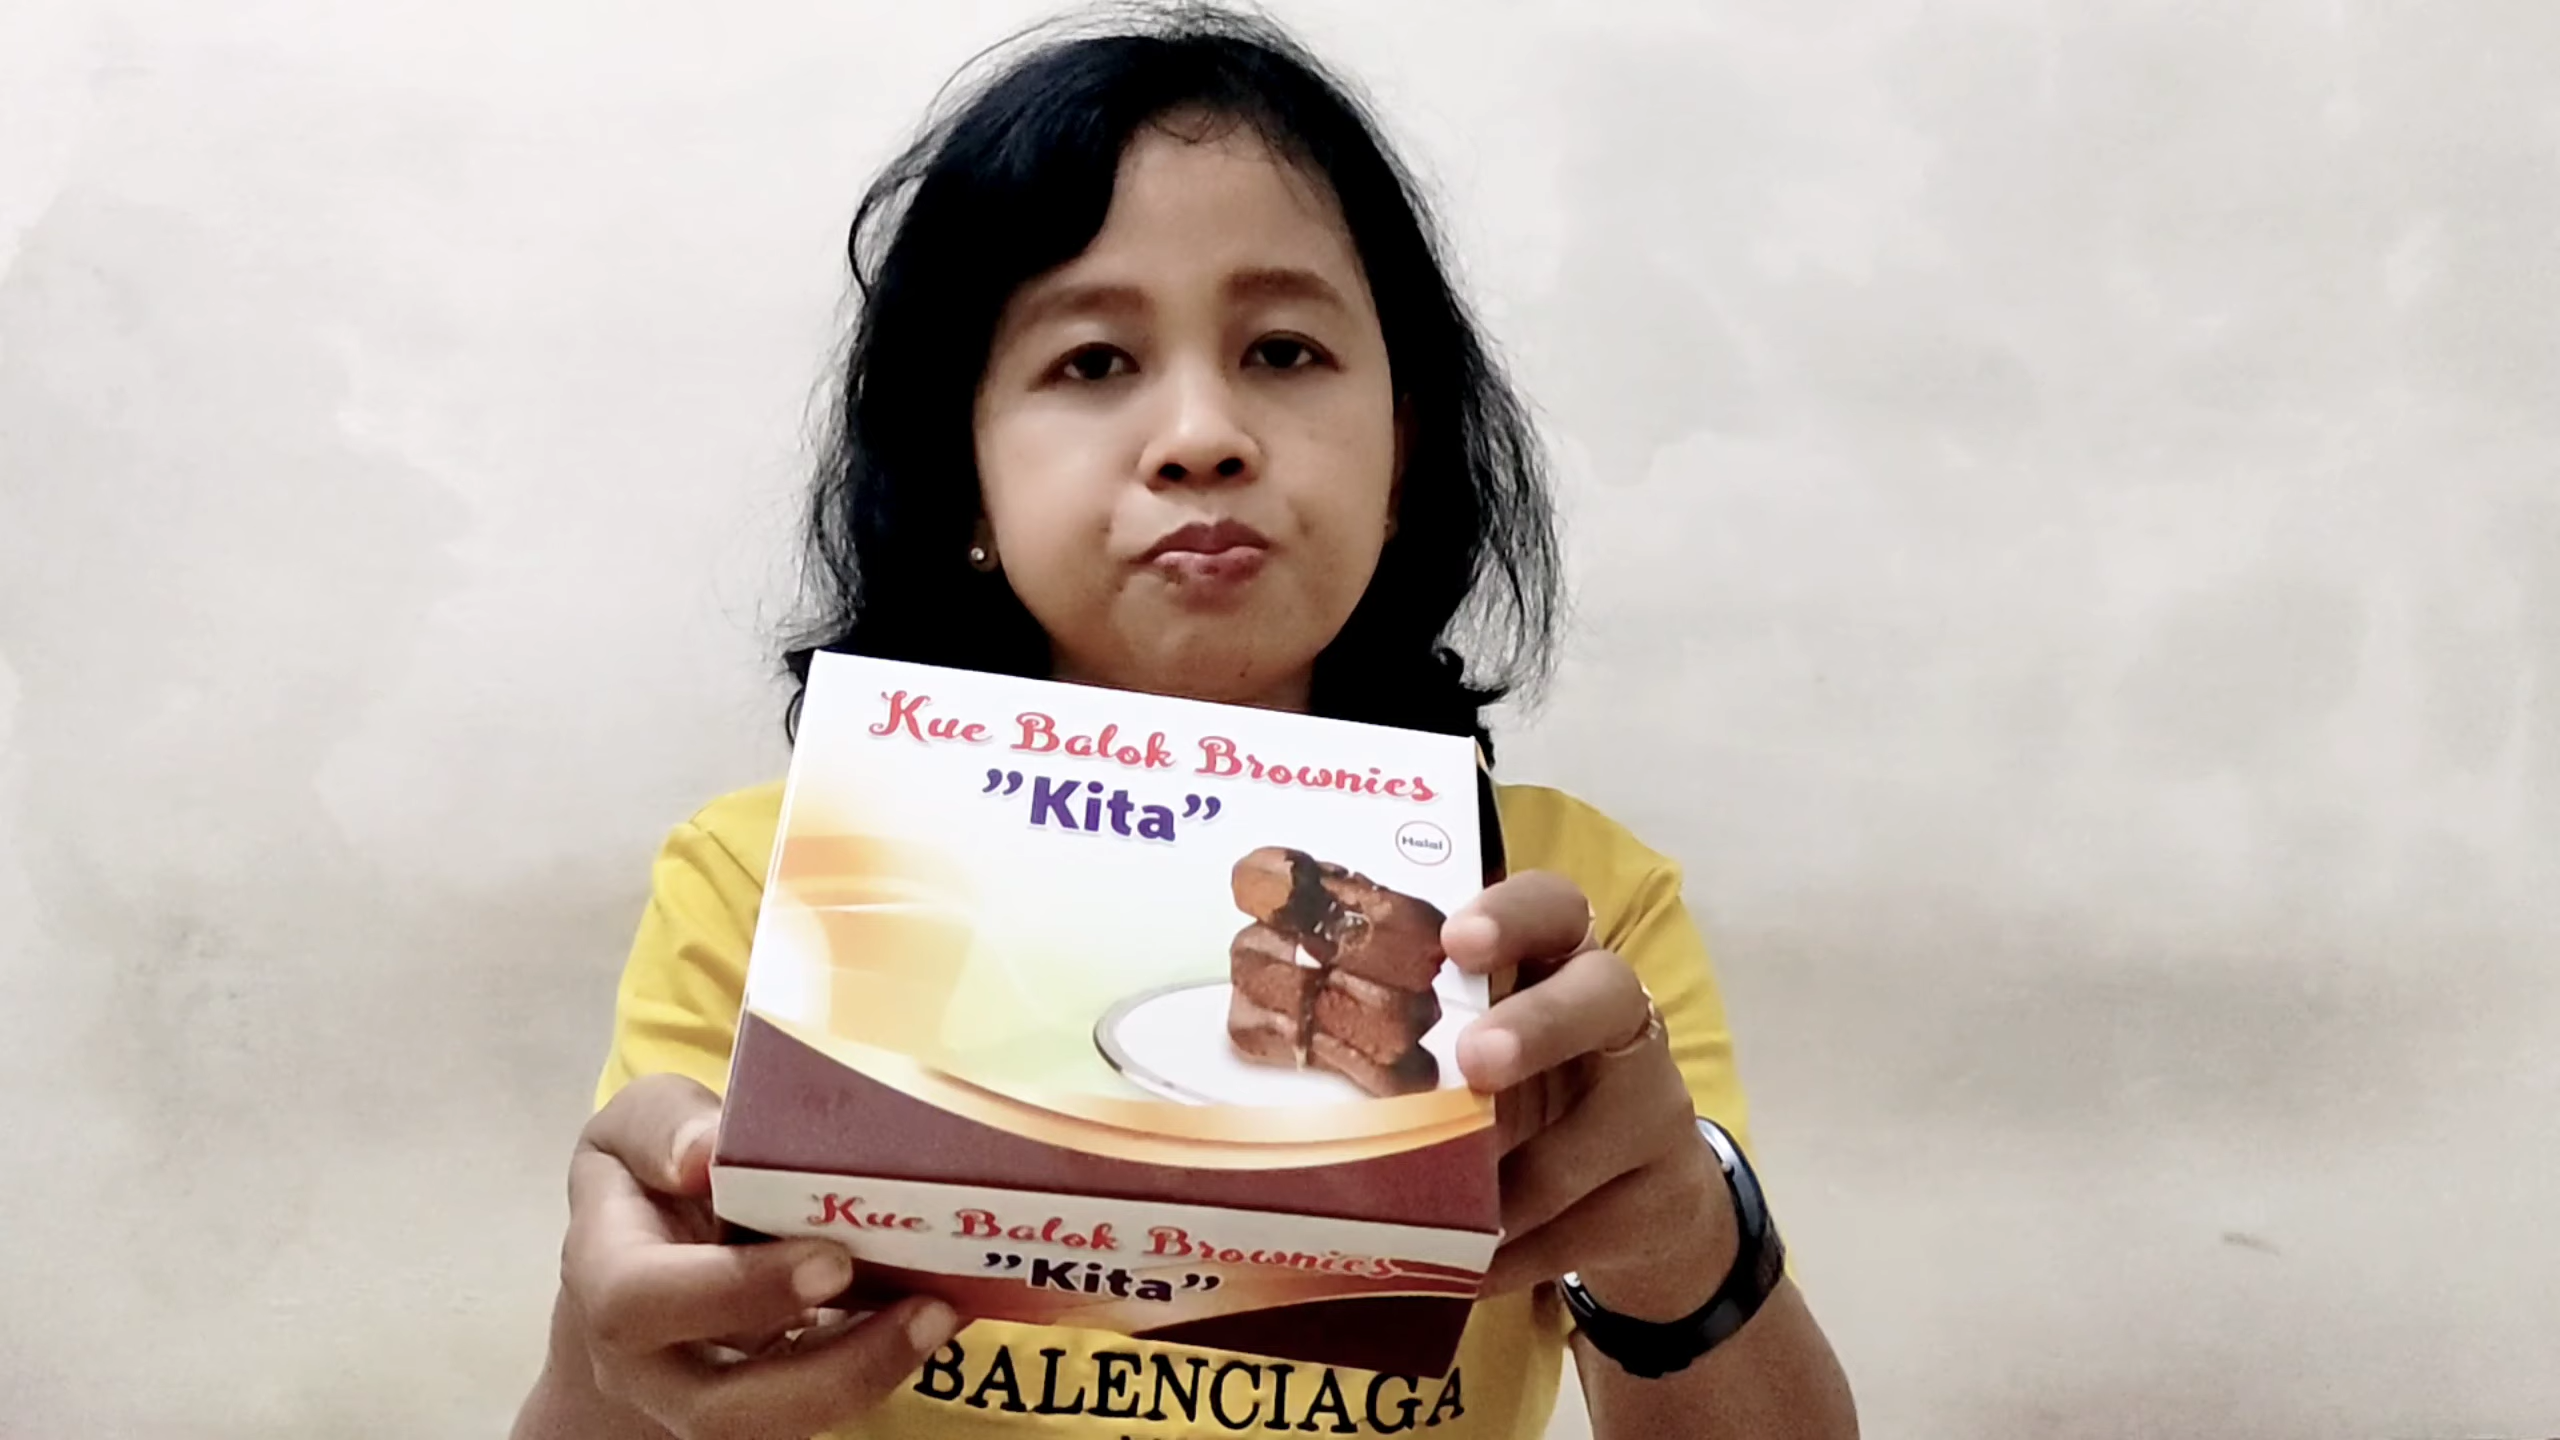 Kue Balok Brownies
”Kita”
Halal
Kue Balok Brownies
”Kita”
BALENCIAGA